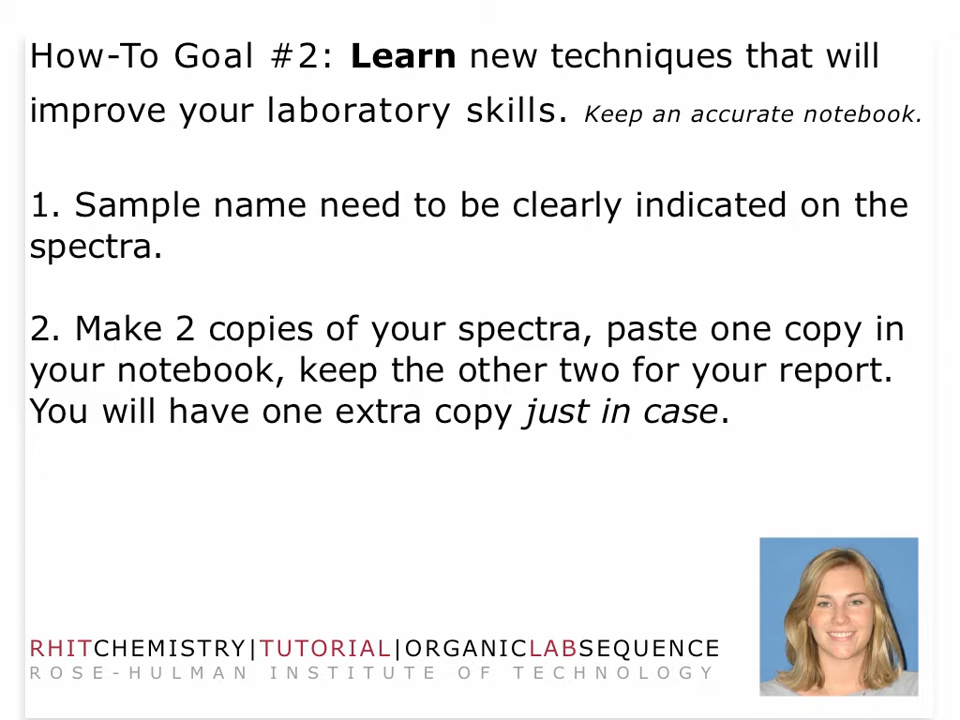 How-To Goal #2: Learn new techniques that will
improve your laboratory skills. Keep an accurate notebook.
1. Sample name need to be clearly indicated on the
spectra.
2. Make 2 copies of your spectra, paste one copy in
your notebook, keep the other two for your report.
You will have one extra copy just in case.
RHITCHEMISTRY|TUTORIAL|ORGANICLABSEQUENCE
ROSE-HULMAN INSTITUTE OF TECHNOLOGY